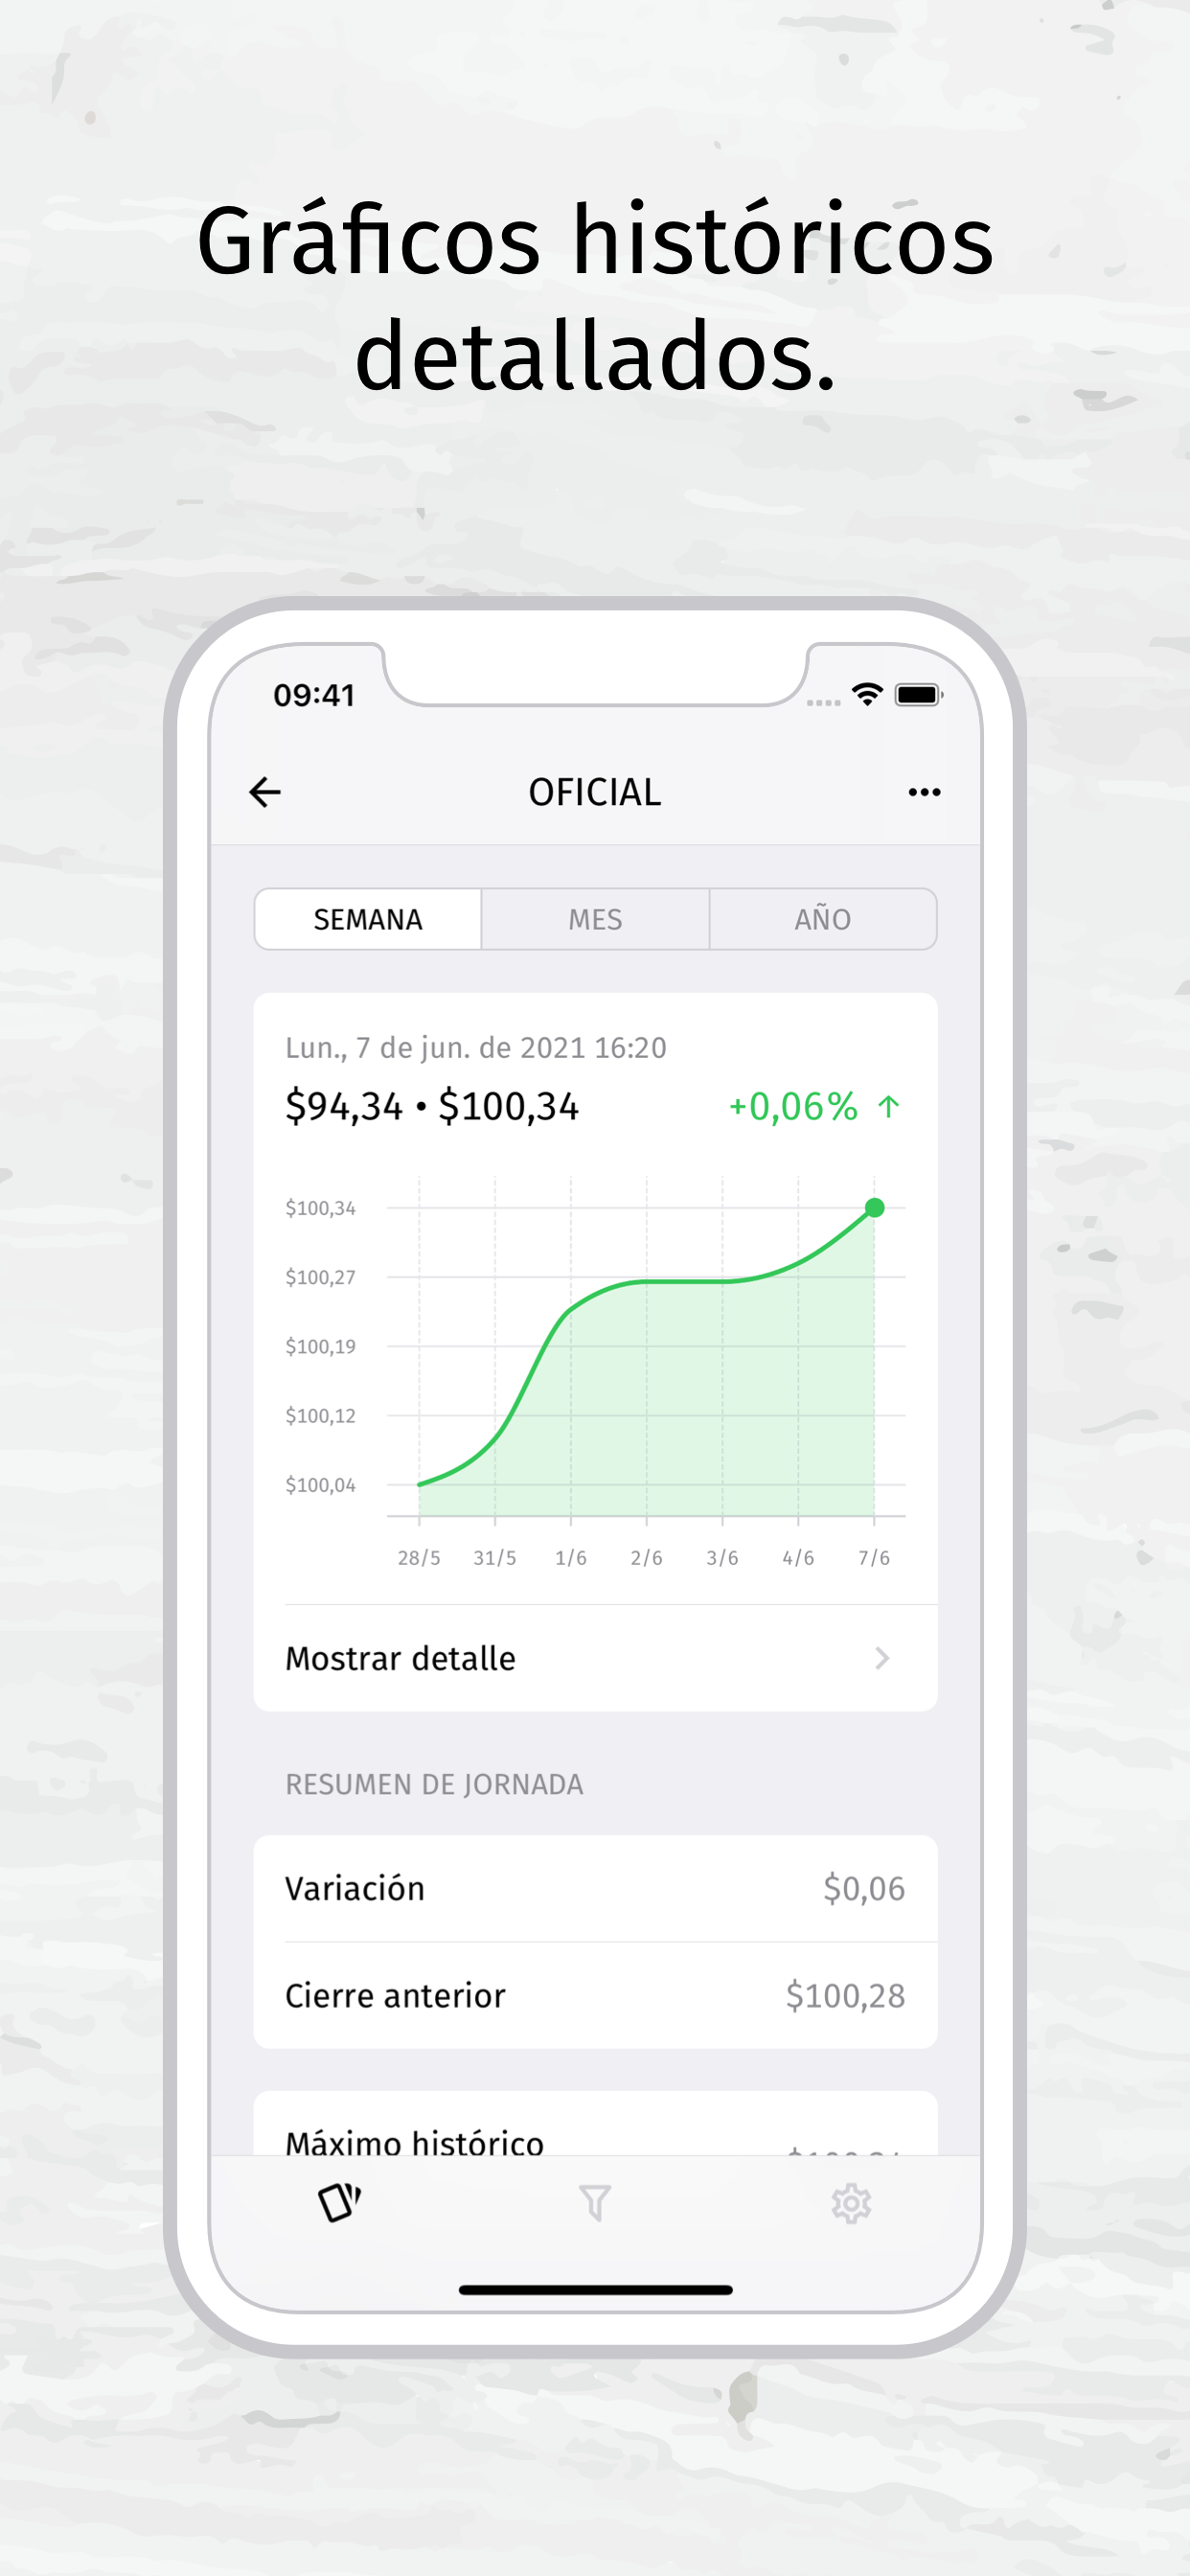 Gráficos históricos
detallados.
09:41
OFICIAL
SEMANA MES AÑO
Lun., 7 de jun. de 2021 16:20
$94,34 • $100,34 +0,06% ↑
$100,34
$100,27
$100,19
$100,12
$100,04
28/5 31/5 1/6 2/6 3/6 4/6 7/6
Mostrar detalle
RESUMEN DE JORNADA
Variación $0,06
Cierre anterior $100,28
Máximo histórico